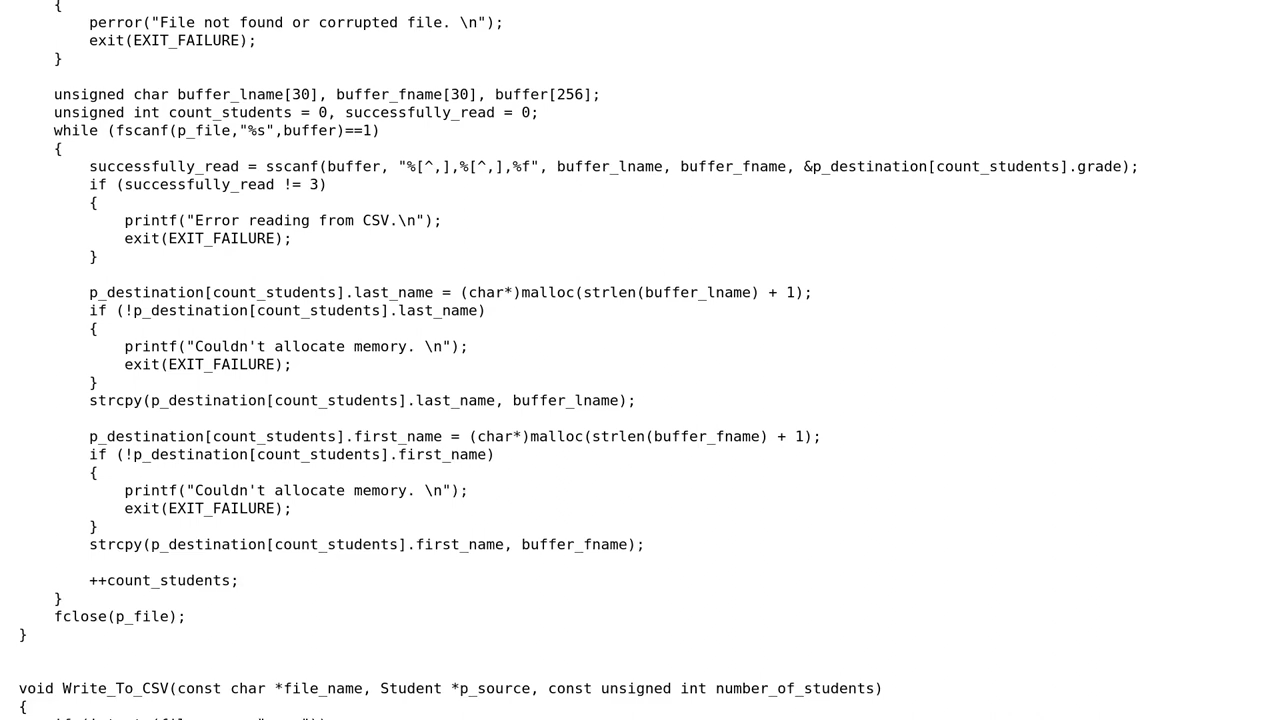 {
perror("File not found or corrupted file. \n");
exit(EXIT_FAILURE);
}
unsigned char buffer_lname[30], buffer_fname[30], buffer[256];
unsigned int count_students = 0, successfully_read = 0;
while (fscanf(p_file,"%s",buffer)==1)
{
successfully_read = sscanf(buffer, "%[^,],%[^,],%f", buffer_lname, buffer_fname, &p_destination[count_students].grade);
if (successfully_read != 3)
{
printf("Error reading from CSV.\n");
exit(EXIT_FAILURE);
}
p_destination[count_students].last_name = (char*)malloc(strlen(buffer_lname) + 1);
if (!p_destination[count_students].last_name)
{
printf("Couldn't allocate memory. \n");
exit(EXIT_FAILURE);
}
strcpy(p_destination[count_students].last_name, buffer_lname);
p_destination[count_students].first_name = (char*)malloc(strlen(buffer_fname) + 1);
if (!p_destination[count_students].first_name)
{
printf("Couldn't allocate memory. \n");
exit(EXIT_FAILURE);
}
strcpy(p_destination[count_students].first_name, buffer_fname);
++count_students;
}
fclose(p_file);
}
void Write_To_CSV(const char *file_name, Student *p_source, const unsigned int number_of_students)
{